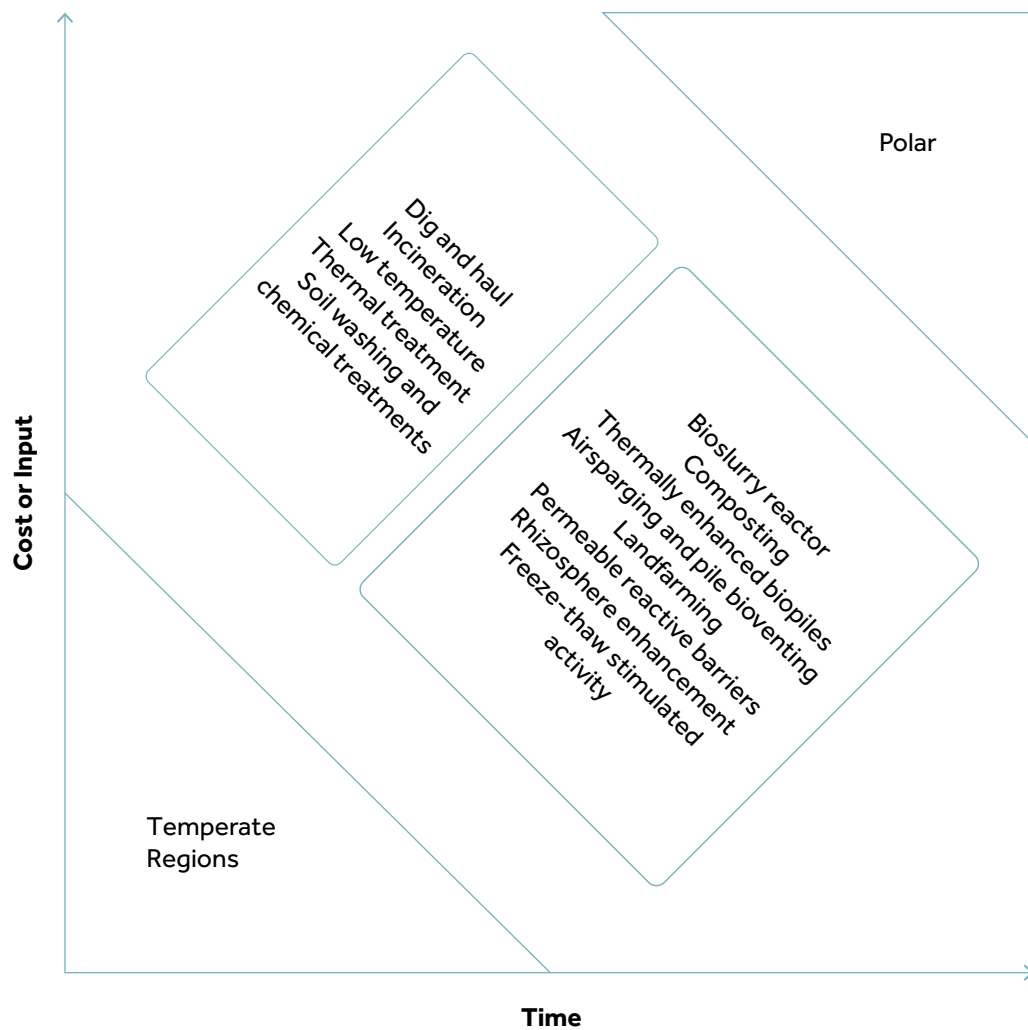 Polar
Dig and haul
Incineration
Low temperature
Thermal treatment
Soil washing and
chemical treatments
Bioslurry reactor
Composting
Thermally enhanced biopiles
Airsparging and pile bioventing
Landfarming
Permeable reactive barriers
Rhizosphere enhancement
Freeze-thaw stimulated
activity
Cost or Input
Temperate
Regions
Time